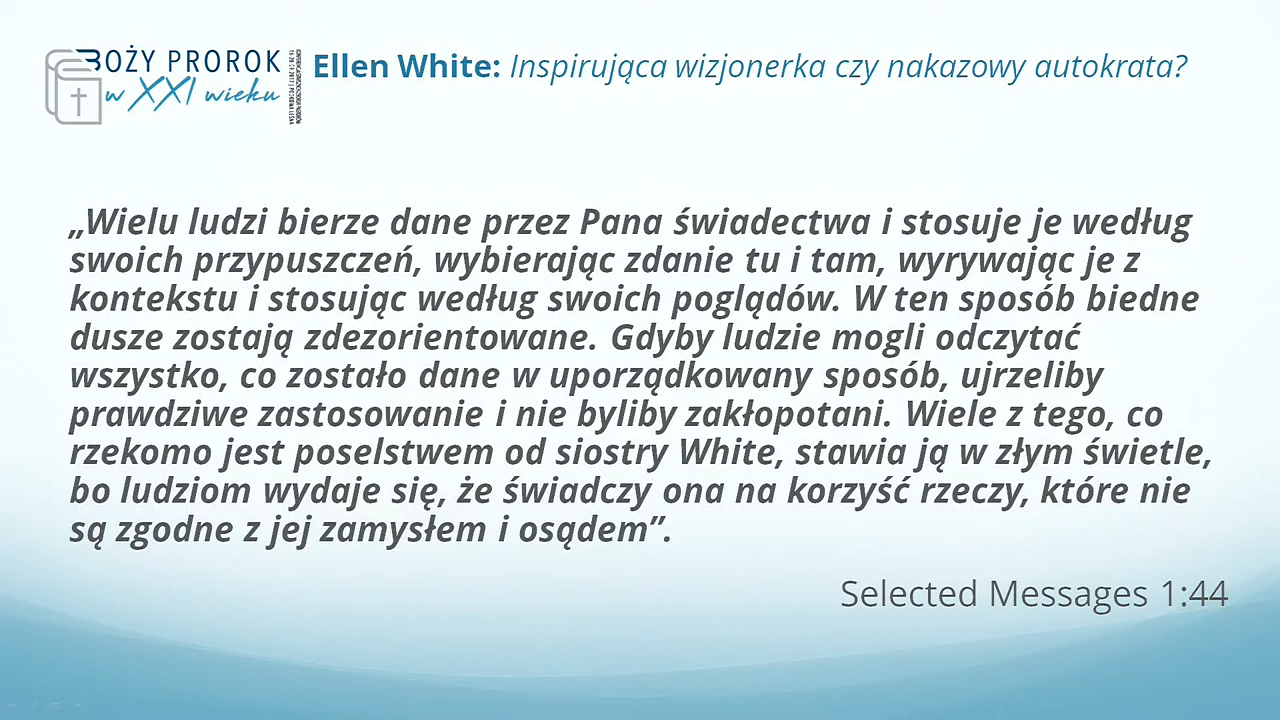 BOŻY PROROK
w XXI wieku
Ellen White: Inspirująca wizjonerka czy nakazowy autokrata?
„Wielu ludzi bierze dane przez Pana świadectwa i stosuje je według
swoich przypuszczeń, wybierając zdanie tu i tam, wyrywając je z
kontekstu i stosując według swoich poglądów. W ten sposób biedne
dusze zostają zdezorientowane. Gdyby ludzie mogli odczytać
wszystko, co zostało dane w uporządkowany sposób, ujrzeliby
prawdziwe zastosowanie i nie byliby zakłopotani. Wiele z tego, co
rzekomo jest poselstwem od siostry White, stawia ją w złym świetle,
bo ludziom wydaje się, że świadczy ona na korzyść rzeczy, które nie
są zgodne z jej zamysłem i osądem”.
Selected Messages 1:44